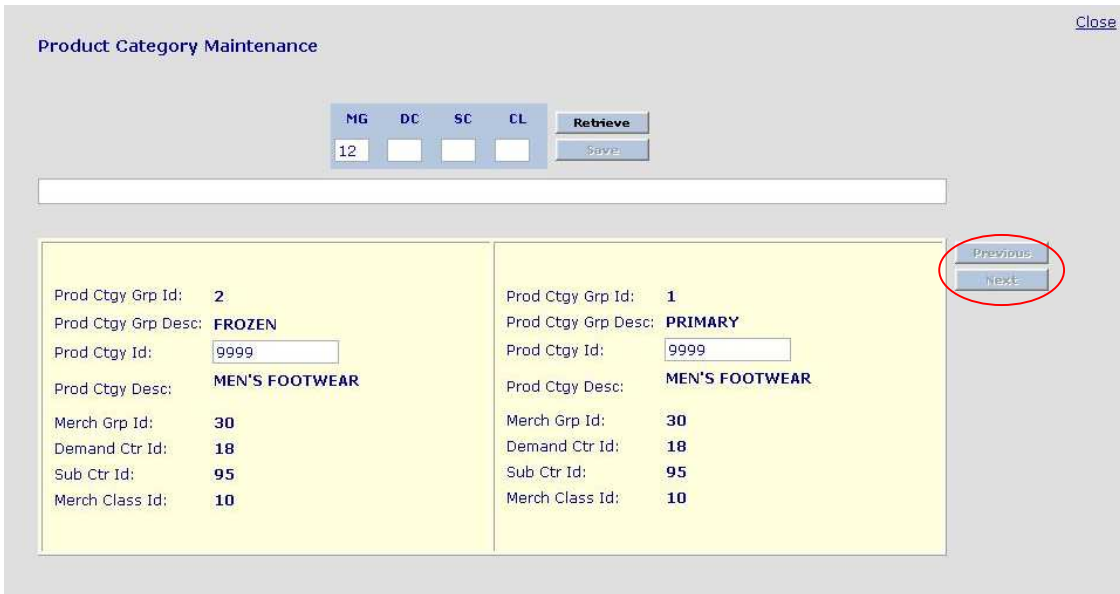 Close
Product Category Maintenance
MG DC SC CL Retrieve
12 Save
Previous
Next
Prod Ctgy Grp Id: 2
Prod Ctgy Grp Desc: FROZEN
Prod Ctgy Id: 9999
Prod Ctgy Desc: MEN'S FOOTWEAR
Merch Grp Id: 30
Demand Ctr Id: 18
Sub Ctr Id: 95
Merch Class Id: 10
Prod Ctgy Grp Id: 1
Prod Ctgy Grp Desc: PRIMARY
Prod Ctgy Id: 9999
Prod Ctgy Desc: MEN'S FOOTWEAR
Merch Grp Id: 30
Demand Ctr Id: 18
Sub Ctr Id: 95
Merch Class Id: 10